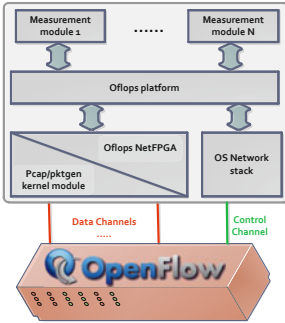 Measurement
module 1
......
Measurement
module N
Oflops platform
Oflops NetFPGA
Pcap/pktgen
kernel module
OS Network
stack
Data Channels
.....
Control
Channel
OpenFlow